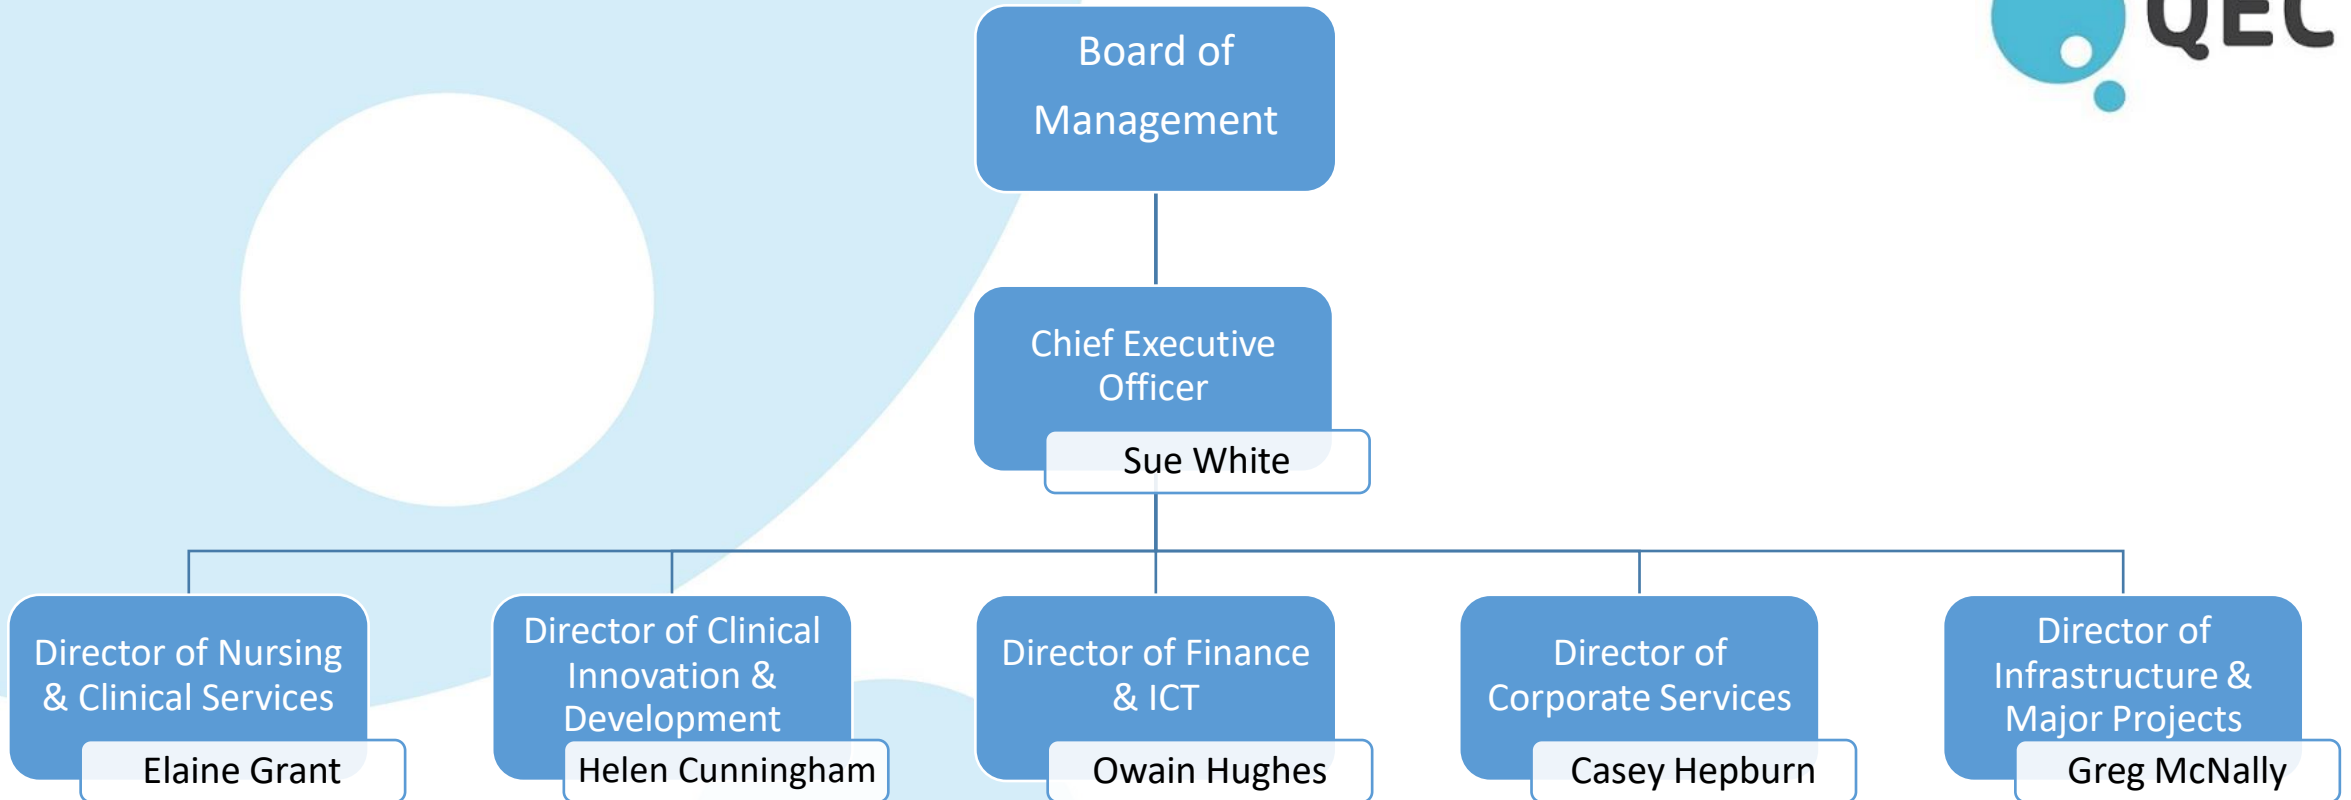 QEC
Board of
Management
Chief Executive
Officer
Sue White
Director of Nursing
& Clinical Services
Elaine Grant
Director of Clinical
Innovation &
Development
Helen Cunningham
Director of Finance
& ICT
Owain Hughes
Director of
Corporate Services
Casey Hepburn
Director of
Infrastructure &
Major Projects
Greg McNally